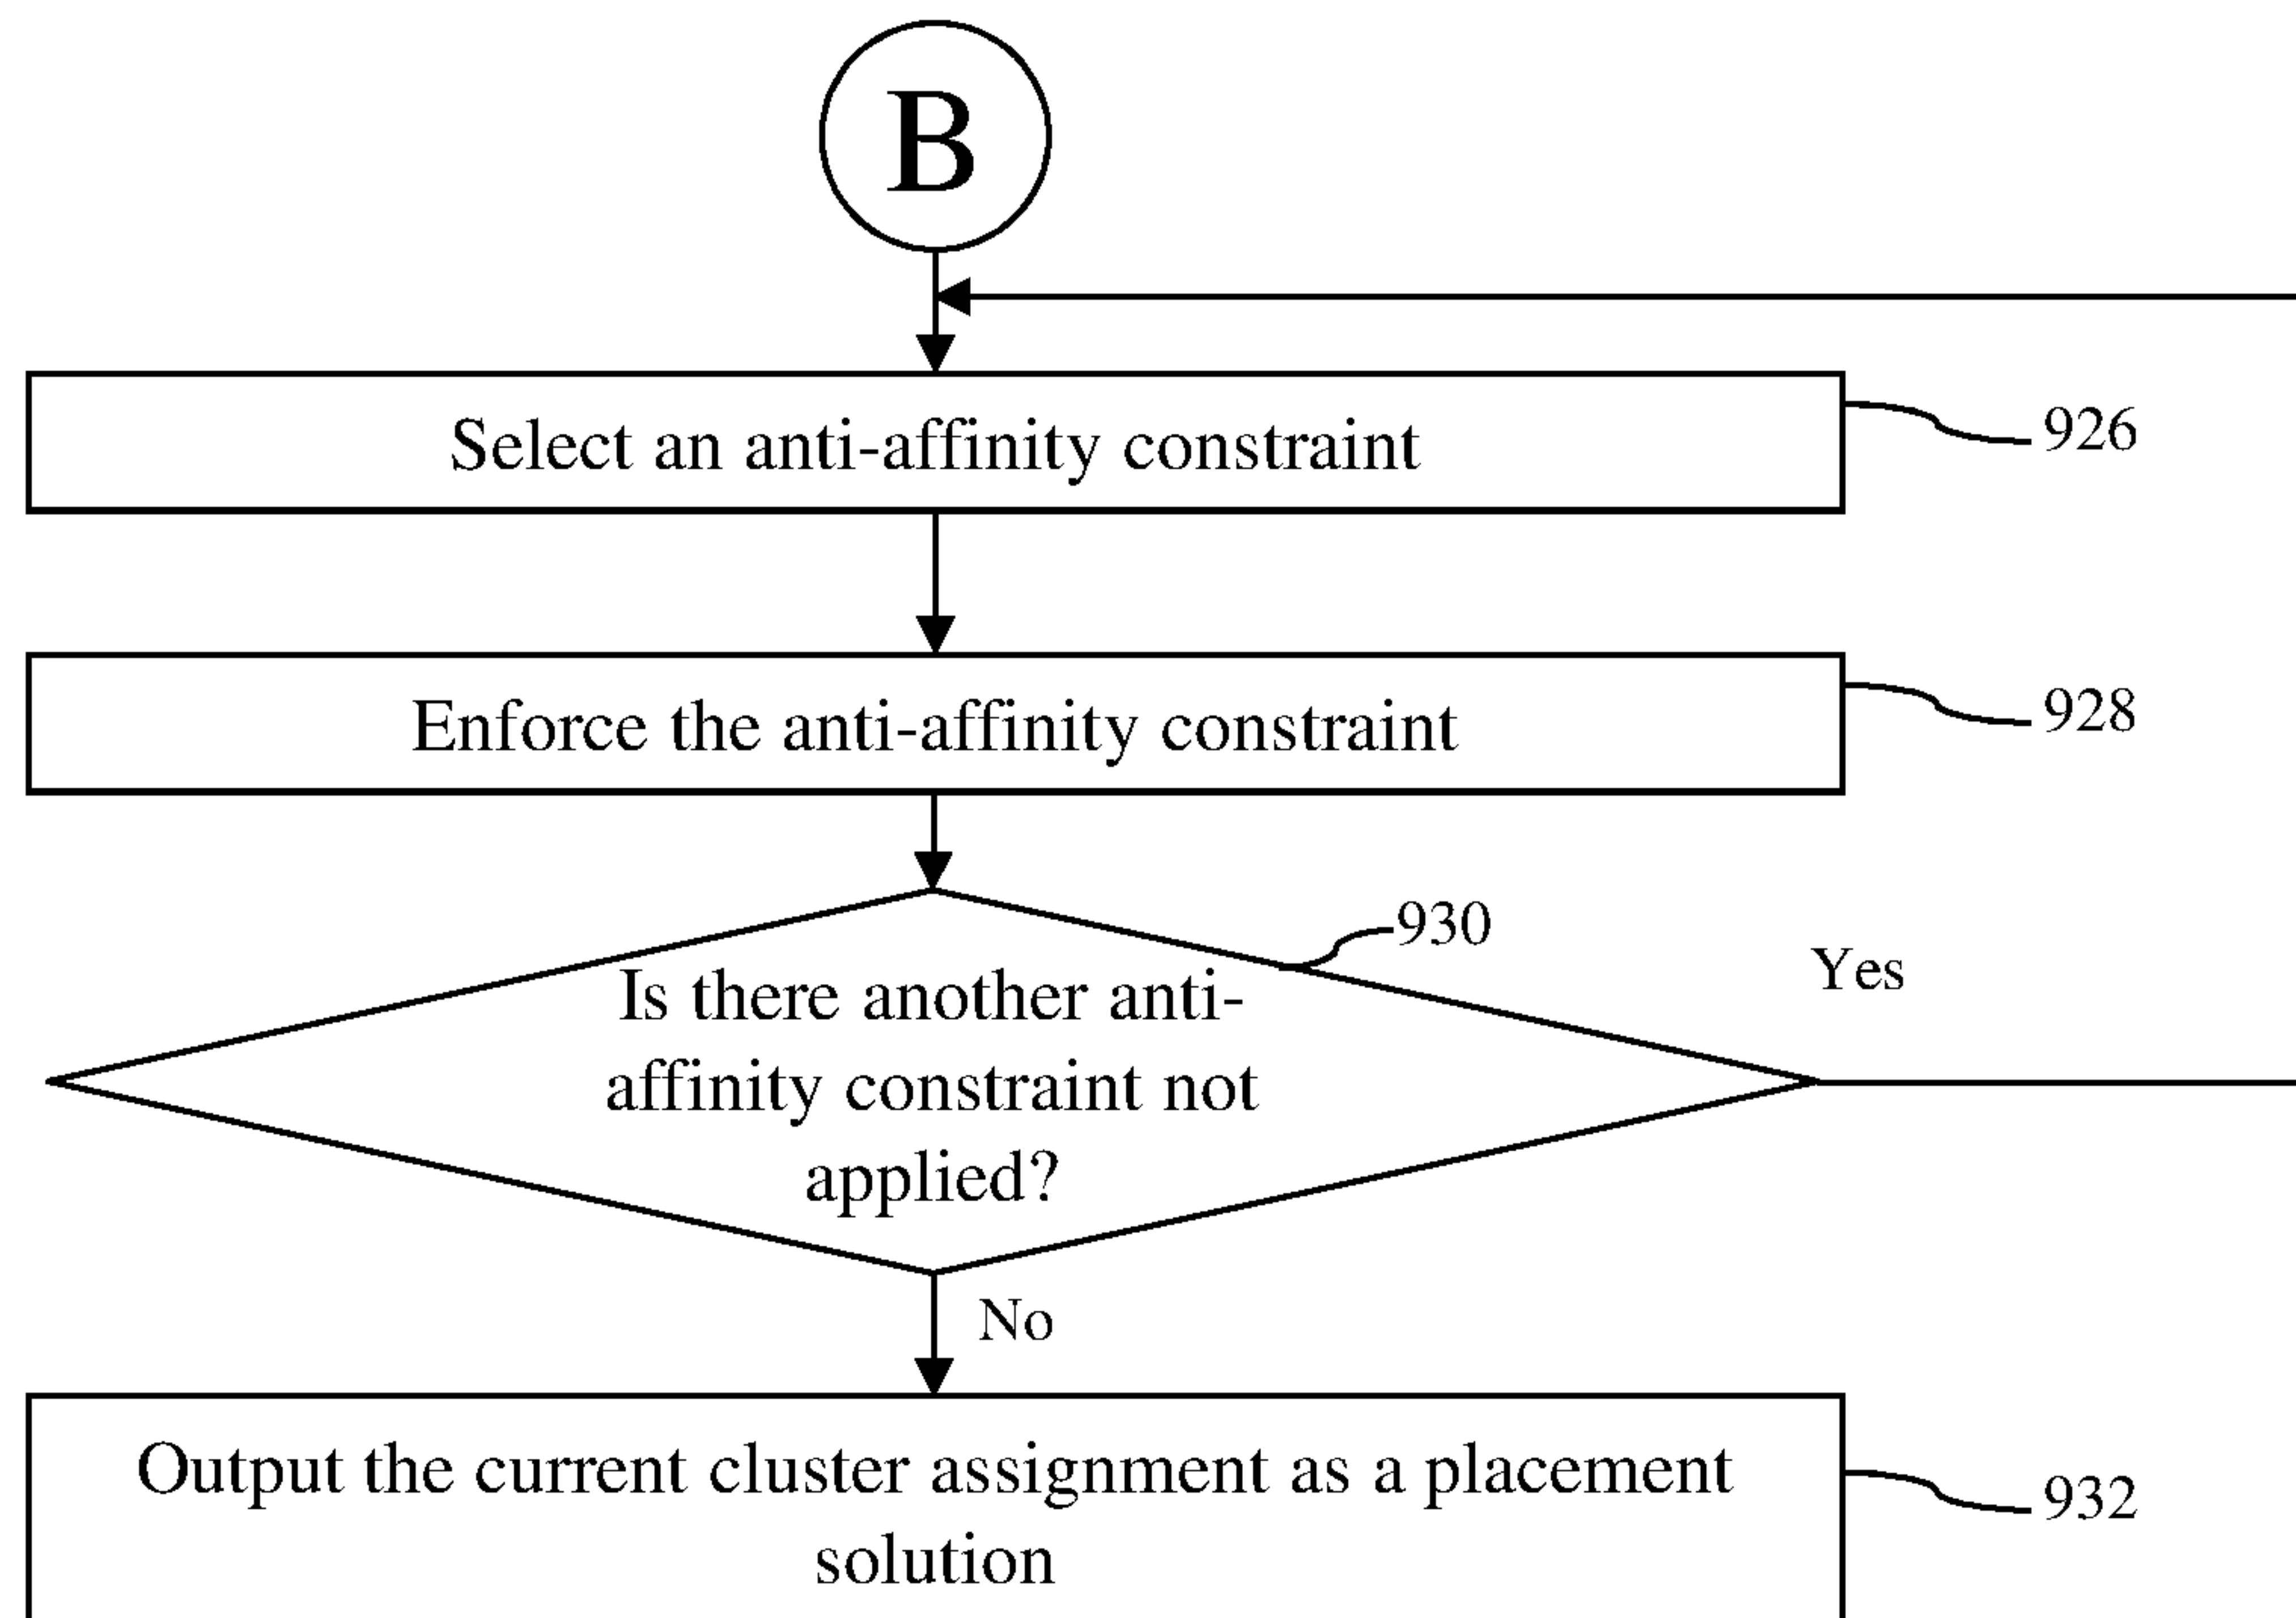 B
Select an anti-affinity constraint
926
Enforce the anti-affinity constraint
928
930
Is there another anti-
affinity constraint not
applied?
Yes
No
Output the current cluster assignment as a placement
solution
932